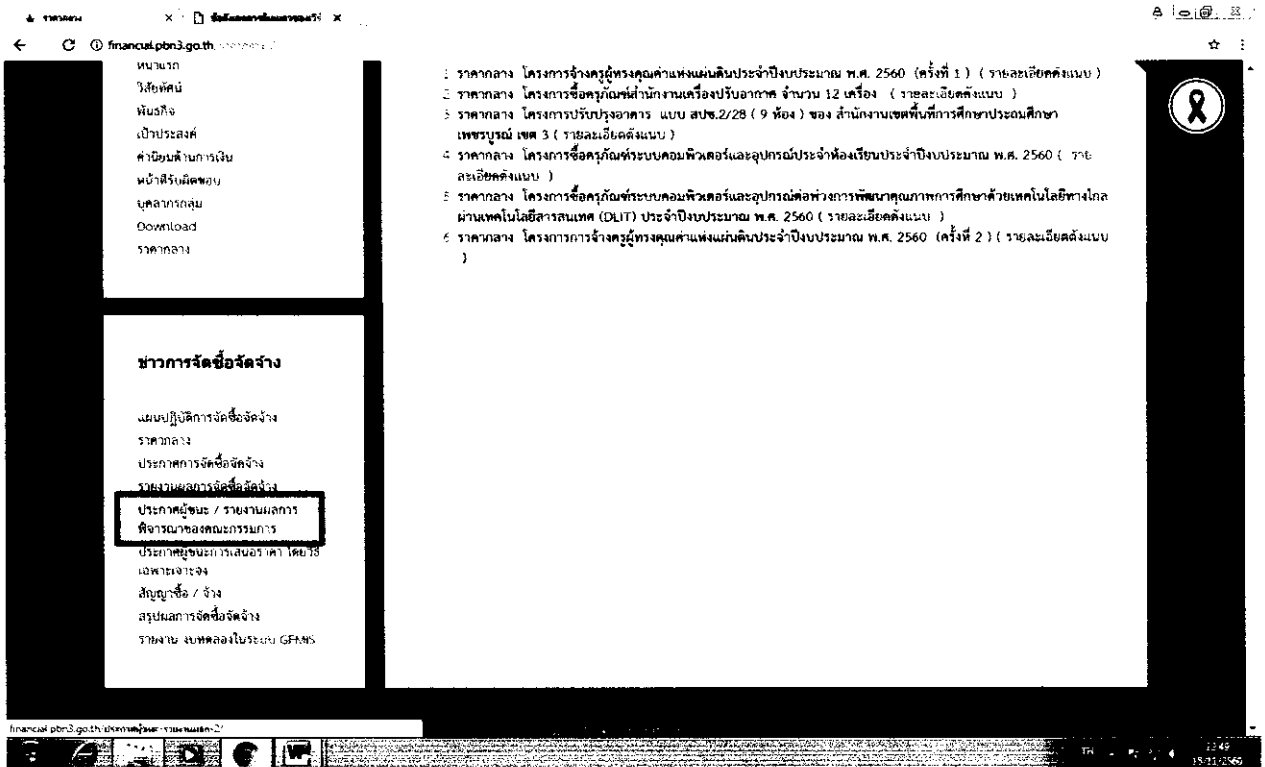 ราคากลาง
financial.pbn3.go.th
หน้าแรก
วิสัยทัศน์
พันธกิจ
เป้าประสงค์
ค่านิยมด้านการเงิน
หน้าที่รับผิดชอบ
บุคลากรกลุ่ม
Download
ราคากลาง
1 ราคากลาง โครงการจ้างครูผู้ทรงคุณค่าแห่งแผ่นดินประจำปีงบประมาณ พ.ศ. 2560 (ครั้งที่ 1 ) ( รายละเอียดดังแนบ )
2 ราคากลาง โครงการซื้อครุภัณฑ์สำนักงานเครื่องปรับอากาศ จำนวน 12 เครื่อง ( รายละเอียดดังแนบ )
3 ราคากลาง โครงการปรับปรุงอาคาร แบบ สปช.2/28 ( 9 ห้อง ) ของ สำนักงานเขตพื้นที่การศึกษาประถมศึกษา
เพชรบูรณ์ เขต 3 ( รายละเอียดดังแนบ )
4 ราคากลาง โครงการซื้อครุภัณฑ์ระบบคอมพิวเตอร์และอุปกรณ์ประจำห้องเรียนประจำปีงบประมาณ พ.ศ. 2560 ( ราย
ละเอียดดังแนบ )
5 ราคากลาง โครงการซื้อครุภัณฑ์ระบบคอมพิวเตอร์และอุปกรณ์ต่อพ่วงการพัฒนาคุณภาพการศึกษาด้วยเทคโนโลยีทางไกล
ผ่านเทคโนโลยีสารสนเทศ (DLIT) ประจำปีงบประมาณ พ.ศ. 2560 ( รายละเอียดดังแนบ )
6 ราคากลาง โครงการการจ้างครูผู้ทรงคุณค่าแห่งแผ่นดินประจำปีงบประมาณ พ.ศ. 2560 (ครั้งที่ 2 ) ( รายละเอียดดังแนบ
)
ข่าวการจัดซื้อจัดจ้าง
แผนปฏิบัติการจัดซื้อจัดจ้าง
ราคากลาง
ประกาศการจัดซื้อจัดจ้าง
รายงานผลการจัดซื้อจัดจ้าง
ประกาศผู้ชนะ / รายงานผลการ
พิจารณาของคณะกรรมการ
ประกาศผู้ชนะการเสนอราคา โดยวิธี
เฉพาะเจาะจง
สัญญาซื้อ / จ้าง
สรุปผลการจัดซื้อจัดจ้าง
รายงาน งบทดลองในระบบ GFMIS
financial.pbn3.go.th/ประกาศผู้ชนะ-รายงานผลก-2/
TH
12:49
15/11/2560